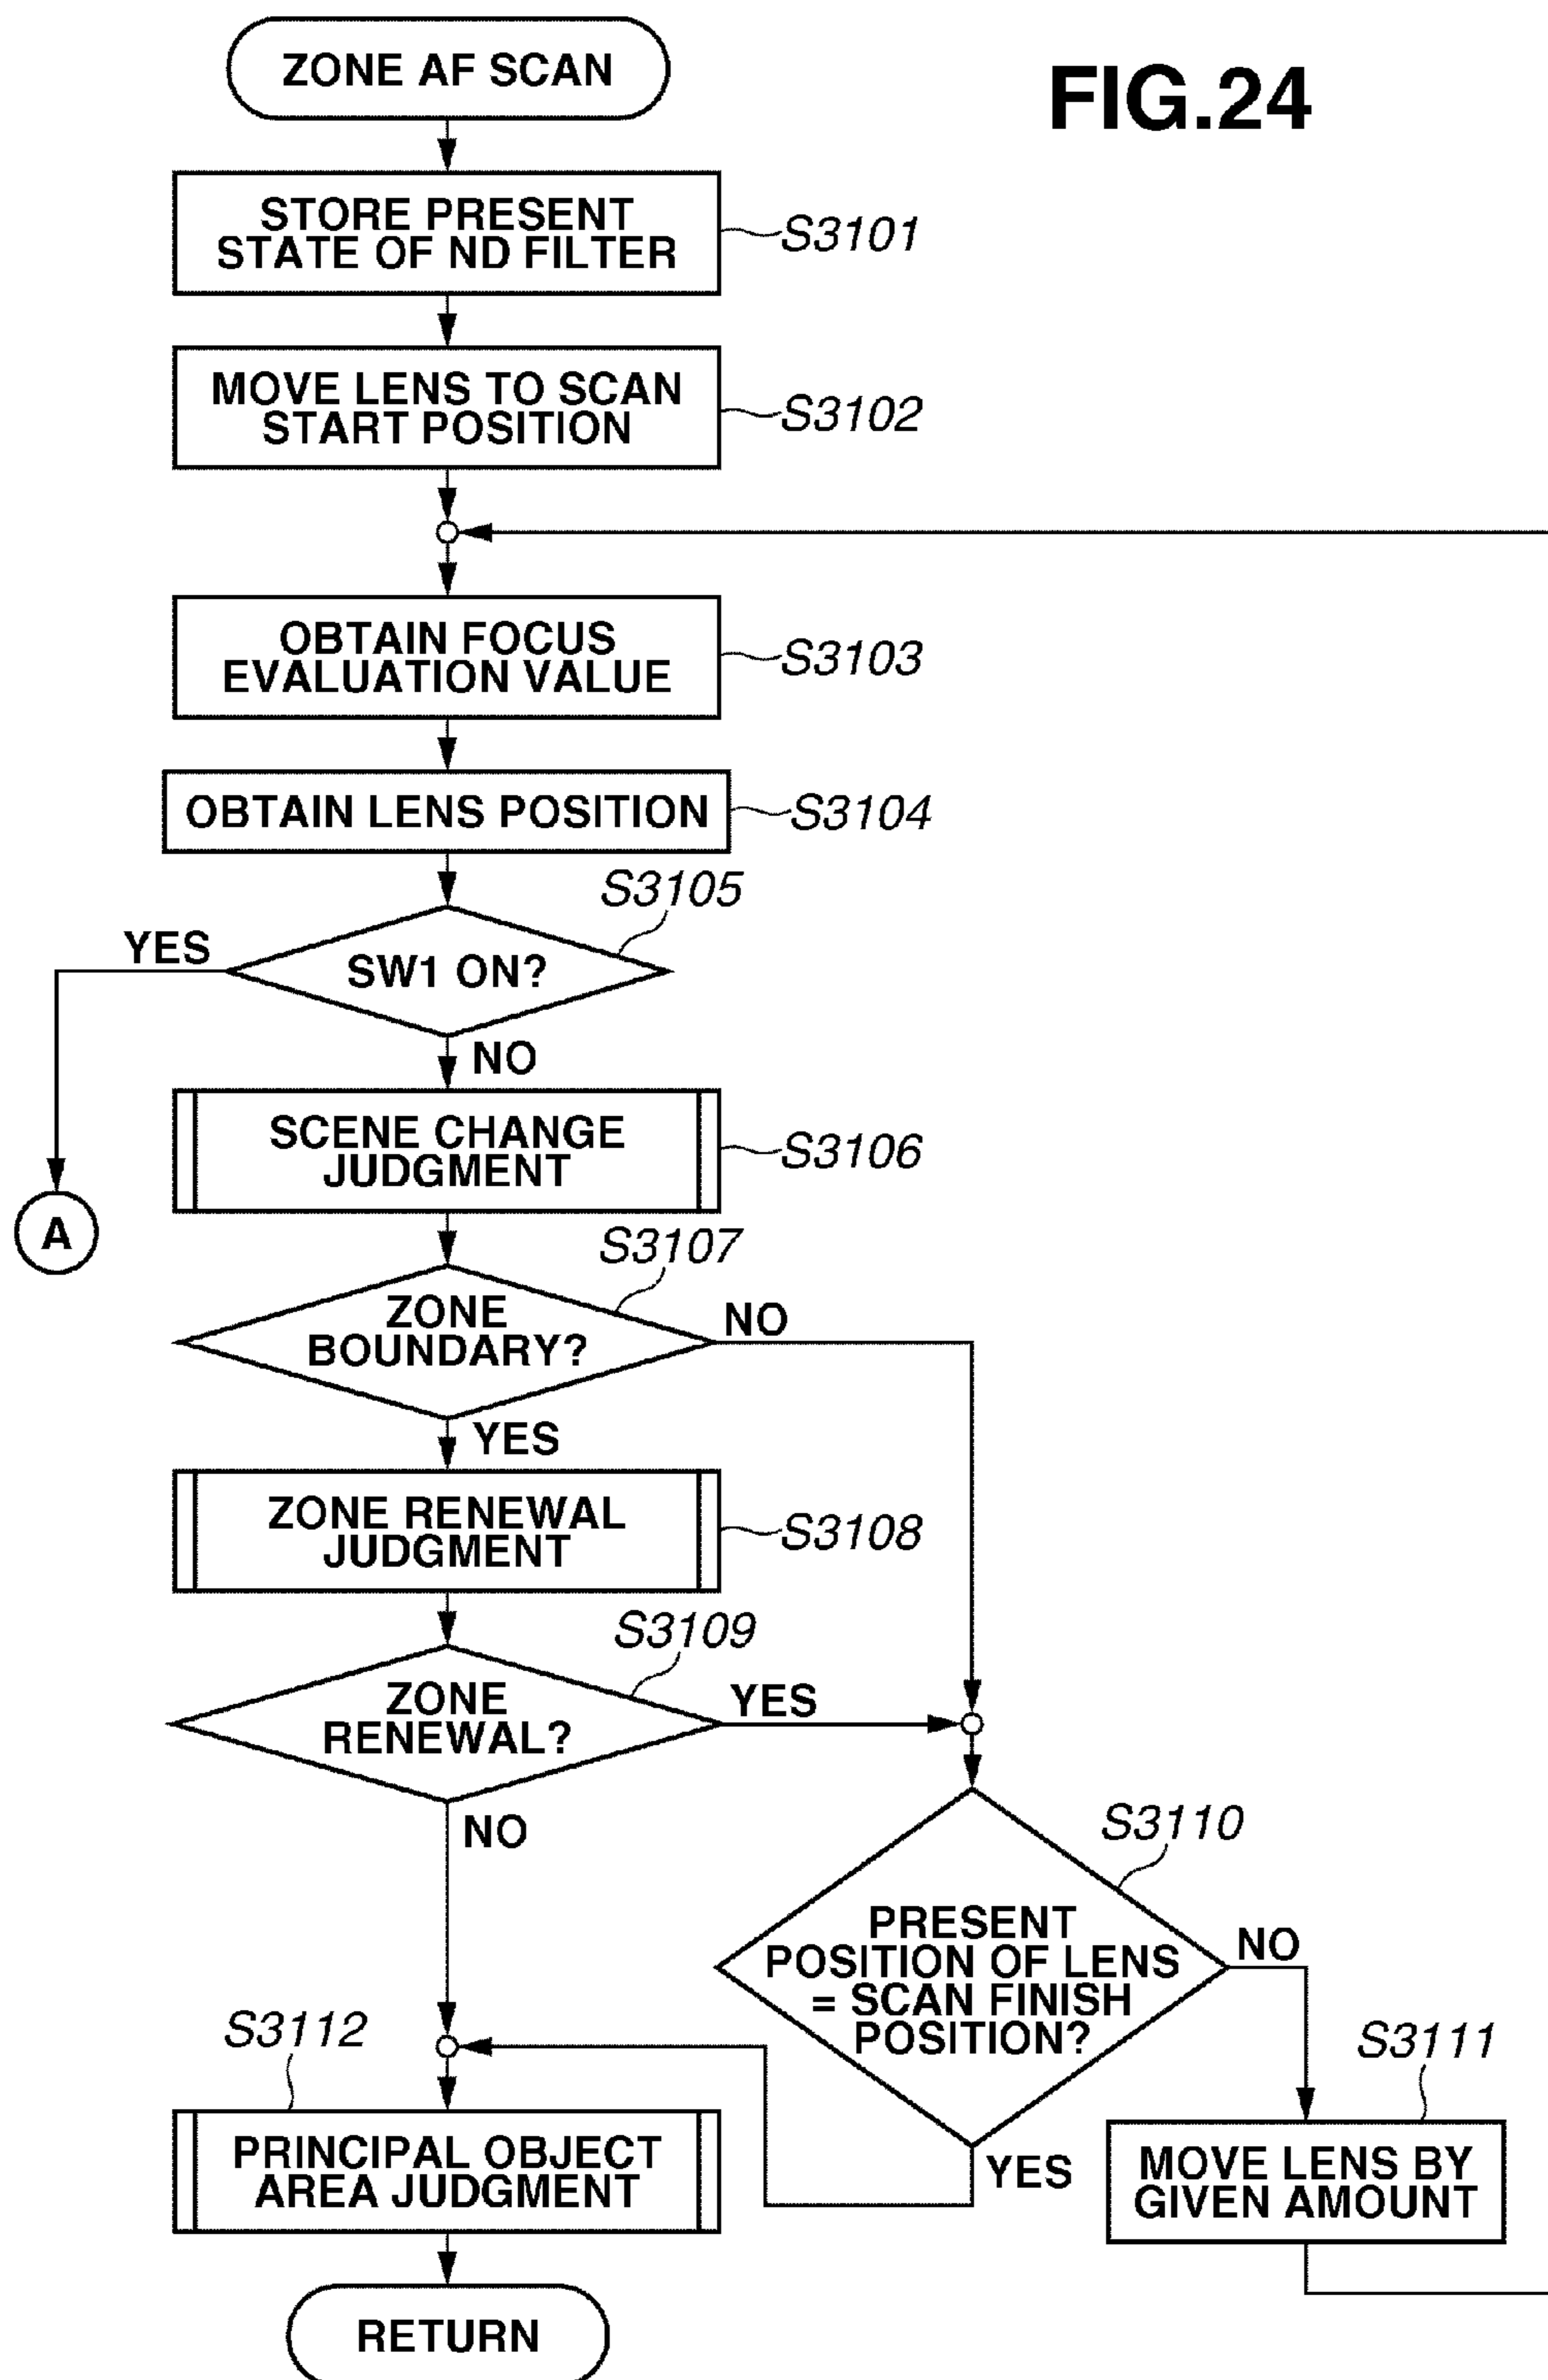 ZONE AF SCAN
FIG.24
STORE PRESENT
STATE OF ND FILTER
S3101
MOVE LENS TO SCAN
START POSITION
S3102
OBTAIN FOCUS
EVALUATION VALUE
S3103
OBTAIN LENS POSITION
S3104
S3105
YES
SW1 ON?
NO
SCENE CHANGE
JUDGMENT
S3106
A
S3107
ZONE
BOUNDARY?
NO
YES
ZONE RENEWAL
JUDGMENT
S3108
S3109
ZONE
RENEWAL?
YES
NO
S3110
PRESENT
POSITION OF LENS
= SCAN FINISH
POSITION?
NO
YES
S3111
MOVE LENS BY
GIVEN AMOUNT
S3112
PRINCIPAL OBJECT
AREA JUDGMENT
RETURN